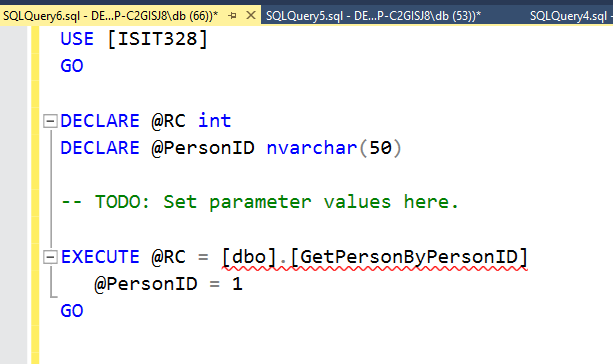 SQLQuery6.sql - DE...P-C2GISJ8\db (66))* SQLQuery5.sql - DE...P-C2GISJ8\db (53))* SQLQuery4.sql -
USE [ISIT328]
GO
DECLARE @RC int
DECLARE @PersonID nvarchar(50)
-- TODO: Set parameter values here.
EXECUTE @RC = [dbo].[GetPersonByPersonID]
@PersonID = 1
GO